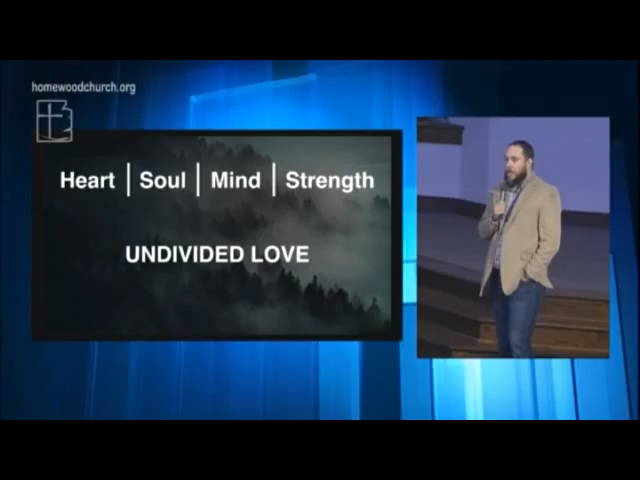 homewoodchurch.org
Heart | Soul | Mind | Strength
UNDIVIDED LOVE